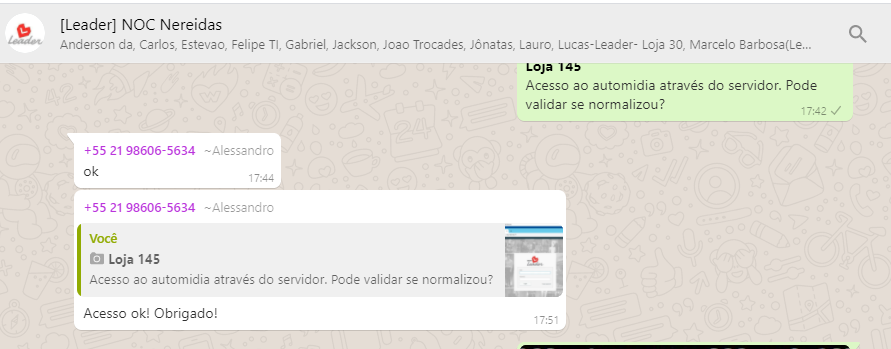 [Leader] NOC Nereidas
Anderson da, Carlos, Estevao, Felipe TI, Gabriel, Jackson, Joao Trocades, Jônatas, Lauro, Lucas-Leader- Loja 30, Marcelo Barbosa(Le...
Leader
Loja 145
Acesso ao automidia através do servidor. Pode
validar se normalizou?
17:42
+55 21 98606-5634 ~Alessandro
ok
17:44
+55 21 98606-5634 ~Alessandro
Você
Loja 145
Acesso ao automidia através do servidor. Pode validar se normalizou?
Acesso ok! Obrigado!
17:51